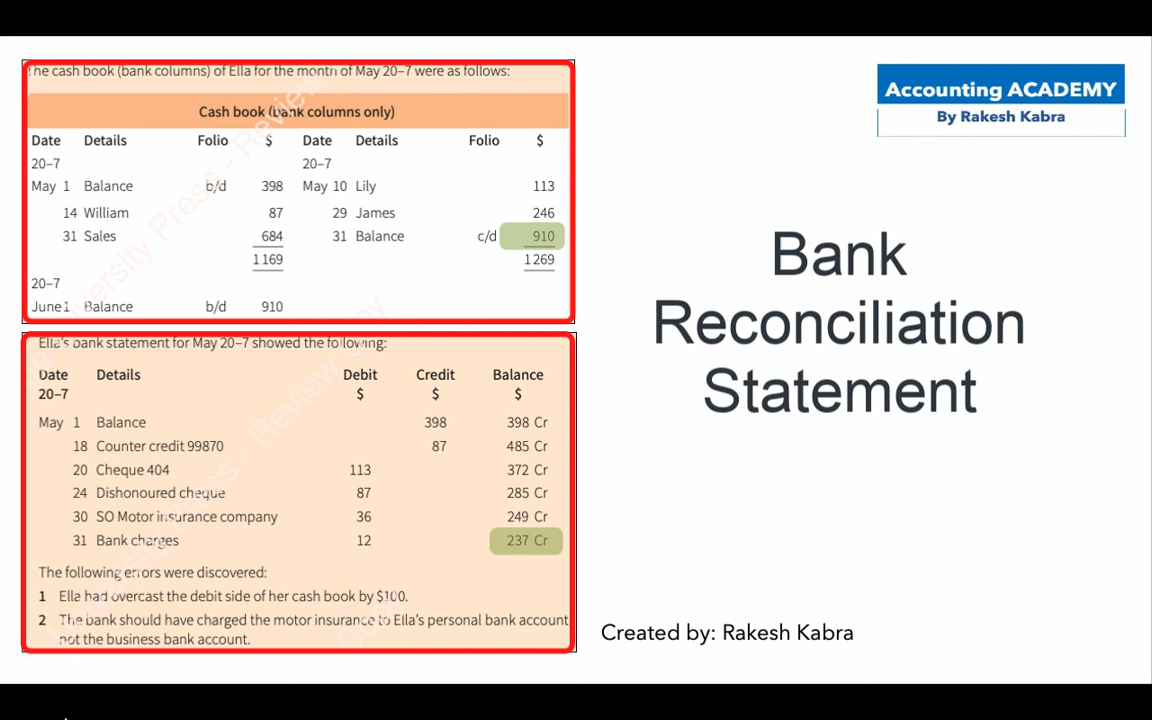 The cash book (bank columns) of Ella for the month of May 20–7 were as follows:
Cash book (bank columns only)
Date Details Folio $ Date Details Folio $
20–7 20–7
May 1 Balance b/d 398 May 10 Lily 113
14 William 87 29 James 246
31 Sales 684 31 Balance c/d 910
1169 1269
20–7
June 1 Balance b/d 910
Ella's bank statement for May 20–7 showed the following:
Date Details Debit Credit Balance
20–7 $ $ $
May 1 Balance 398 398 Cr
18 Counter credit 99870 87 485 Cr
20 Cheque 404 113 372 Cr
24 Dishonoured cheque 87 285 Cr
30 SO Motor insurance company 36 249 Cr
31 Bank charges 12 237 Cr
The following errors were discovered:
1 Ella had overcast the debit side of her cash book by $100.
2 The bank should have charged the motor insurance to Ella's personal bank account
not the business bank account.
Accounting ACADEMY
By Rakesh Kabra
Bank
Reconciliation
Statement
Created by: Rakesh Kabra